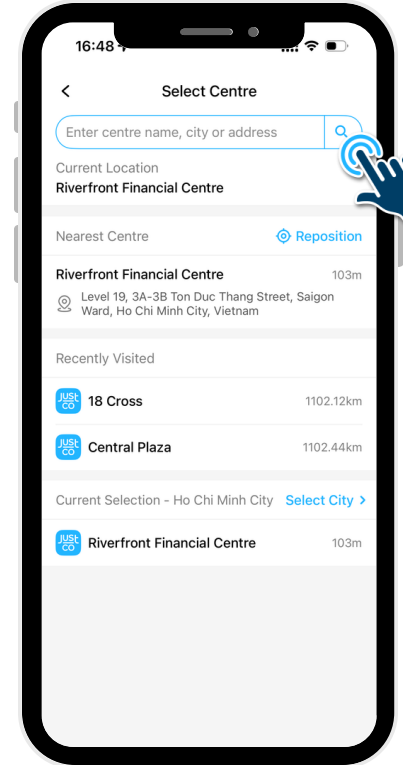 16:48
Select Centre
Enter centre name, city or address
Current Location
Riverfront Financial Centre
Nearest Centre Reposition
Riverfront Financial Centre 103m
Level 19, 3A-3B Ton Duc Thang Street, Saigon
Ward, Ho Chi Minh City, Vietnam
Recently Visited
JUSt
CO
18 Cross 1102.12km
JUSt
CO
Central Plaza 1102.44km
Current Selection - Ho Chi Minh City Select City >
JUSt
CO
Riverfront Financial Centre 103m